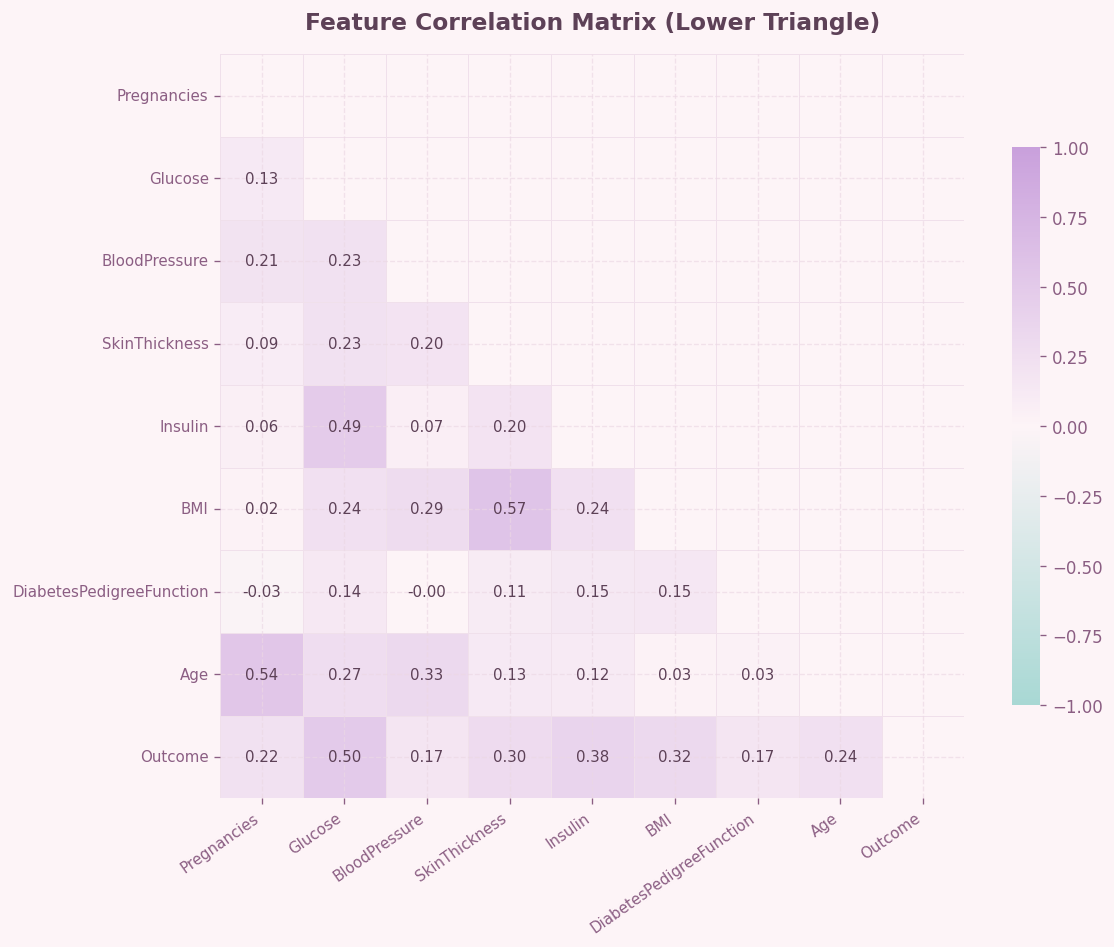 Feature Correlation Matrix (Lower Triangle)
Pregnancies
Glucose 0.13
BloodPressure 0.21 0.23
SkinThickness 0.09 0.23 0.20
Insulin 0.06 0.49 0.07 0.20
BMI 0.02 0.24 0.29 0.57 0.24
DiabetesPedigreeFunction -0.03 0.14 -0.00 0.11 0.15 0.15
Age 0.54 0.27 0.33 0.13 0.12 0.03 0.03
Outcome 0.22 0.50 0.17 0.30 0.38 0.32 0.17 0.24
Pregnancies Glucose BloodPressure SkinThickness Insulin BMI DiabetesPedigreeFunction Age Outcome
1.00
0.75
0.50
0.25
0.00
−0.25
−0.50
−0.75
−1.00